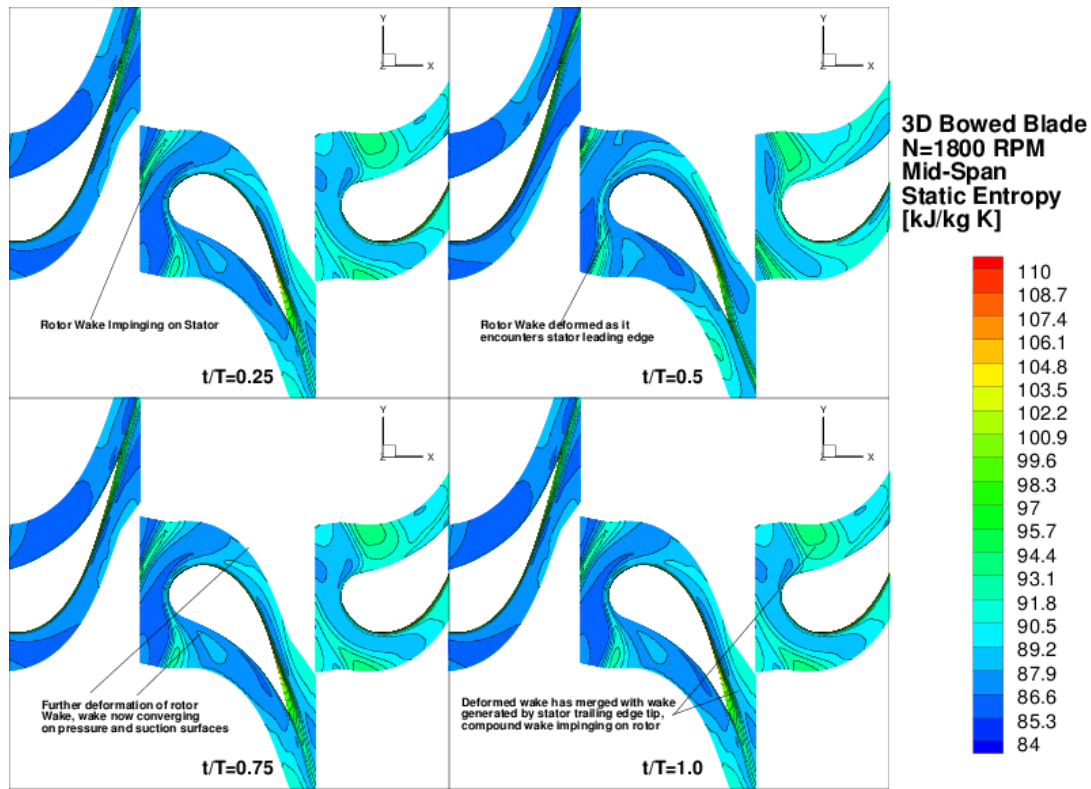 Y
Z X
Rotor Wake Impinging on Stator
t/T=0.25
Y
Z X
Rotor Wake deformed as it
encounters stator leading edge
t/T=0.5
Y
Z X
Further deformation of rotor
Wake, wake now converging
on pressure and suction surfaces
t/T=0.75
Y
Z X
Deformed wake has merged with wake
generated by stator trailing edge tip,
compound wake impinging on rotor
t/T=1.0
3D Bowed Blade
N=1800 RPM
Mid-Span
Static Entropy
[kJ/kg K]
110
108.7
107.4
106.1
104.8
103.5
102.2
100.9
99.6
98.3
97
95.7
94.4
93.1
91.8
90.5
89.2
87.9
86.6
85.3
84